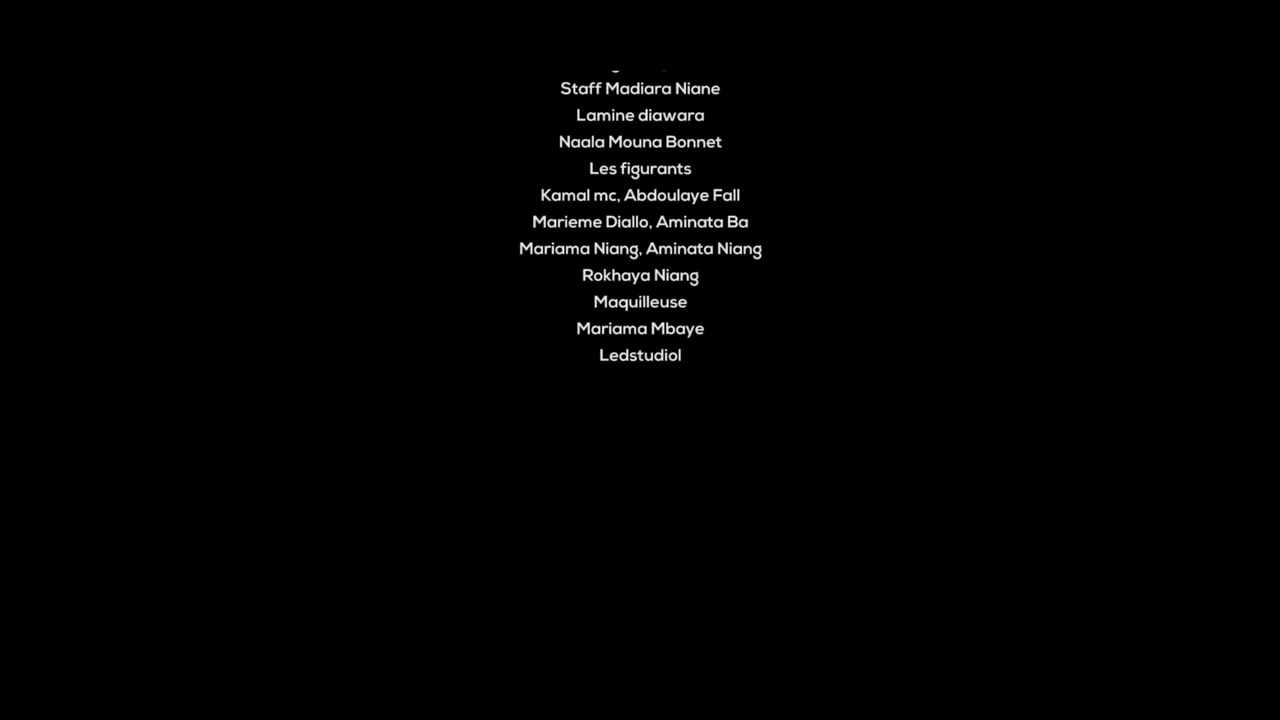 Staff Madiara Niane
Lamine diawara
Naala Mouna Bonnet
Les figurants
Kamal mc, Abdoulaye Fall
Marieme Diallo, Aminata Ba
Mariama Niang, Aminata Niang
Rokhaya Niang
Maquilleuse
Mariama Mbaye
Ledstudiol